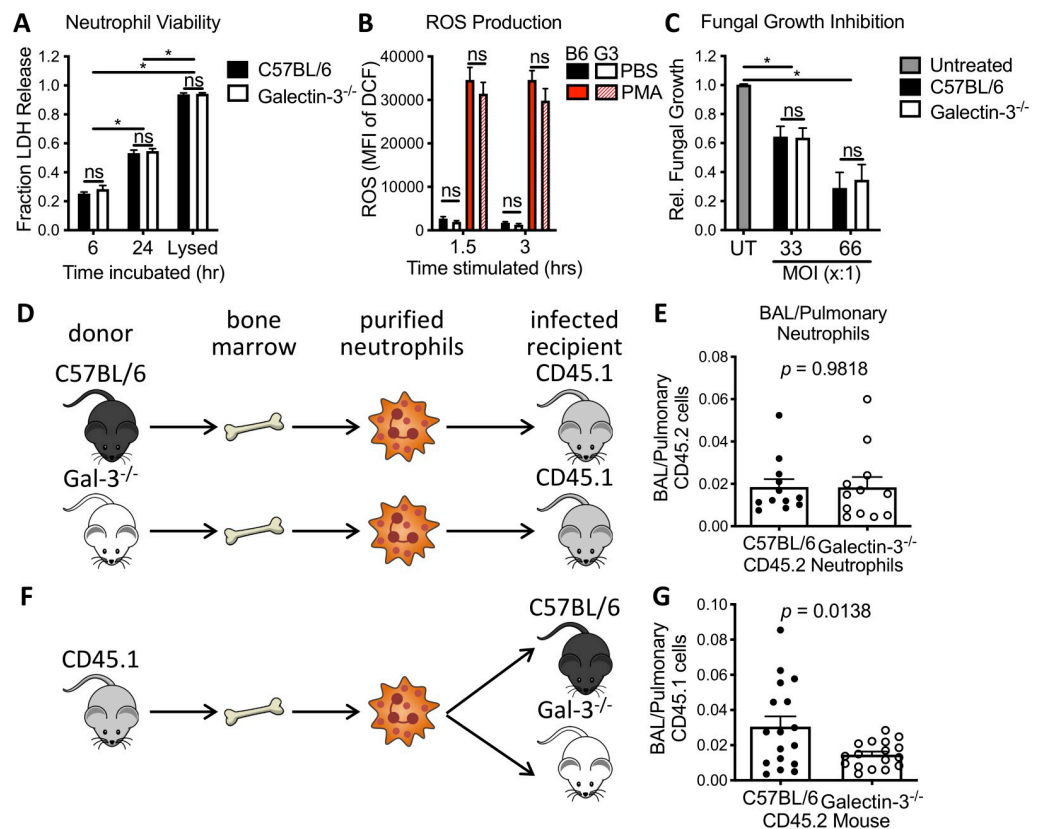 A Neutrophil Viability
Fraction LDH Release
1.2
1.0
0.8
0.6
0.4
0.2
0.0
*
*
*
ns
ns
ns
6 24 Lysed
Time incubated (hr)
C57BL/6
Galectin-3-/-
B ROS Production
ROS (MFI of DCF)
40000
30000
20000
10000
0
ns
ns
ns
ns
1.5 3
Time stimulated (hrs)
B6 G3
PBS
PMA
C Fungal Growth Inhibition
Rel. Fungal Growth
1.2
1.0
0.8
0.6
0.4
0.2
0.0
*
*
ns
ns
UT 33 66
MOI (x:1)
Untreated
C57BL/6
Galectin-3-/-
D
donor
bone
marrow
purified
neutrophils
infected
recipient
C57BL/6
CD45.1
Gal-3-/-
CD45.1
E
BAL/Pulmonary
Neutrophils
BAL/Pulmonary
CD45.2 cells
0.08
0.06
0.04
0.02
0.00
p = 0.9818
C57BL/6 Galectin-3-/-
CD45.2 Neutrophils
F
CD45.1
C57BL/6
Gal-3-/-
G
BAL/Pulmonary
CD45.1 cells
0.10
0.08
0.06
0.04
0.02
0.00
p = 0.0138
C57BL/6 Galectin-3-/-
CD45.2 Mouse